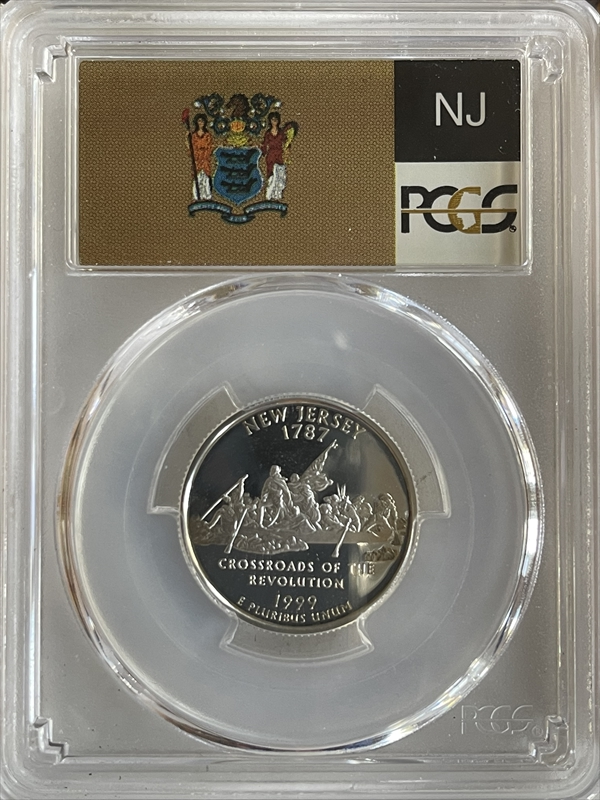 NJ
PCGS
NEW JERSEY
1787
CROSSROADS OF THE
REVOLUTION
1999
E PLURIBUS UNUM
PCGS